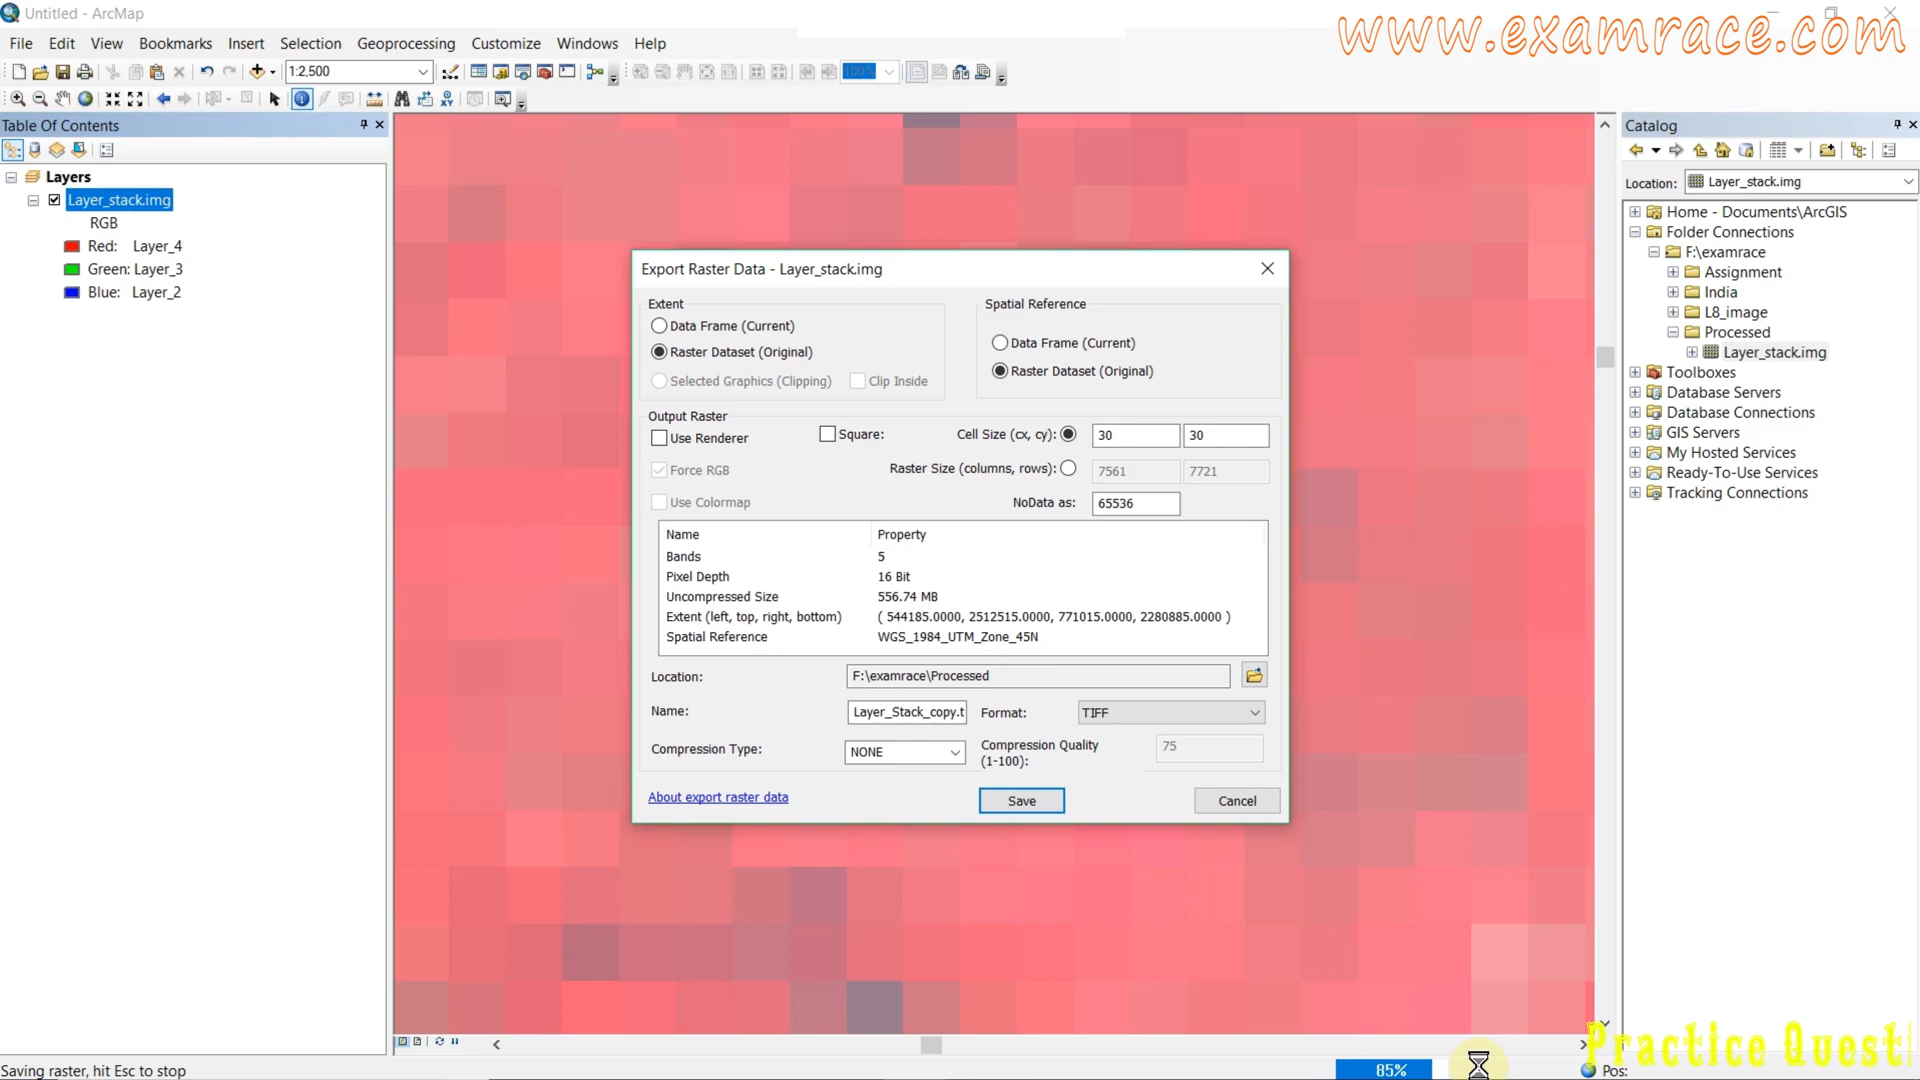 Untitled - ArcMap
www.examrace.com
File Edit View Bookmarks Insert Selection Geoprocessing Customize Windows Help
1:2,500
100%
Table Of Contents
Layers
Layer_stack.img
RGB
Red: Layer_4
Green: Layer_3
Blue: Layer_2
Export Raster Data - Layer_stack.img
Extent
Data Frame (Current)
Raster Dataset (Original)
Selected Graphics (Clipping) Clip Inside
Spatial Reference
Data Frame (Current)
Raster Dataset (Original)
Output Raster
Use Renderer Square: Cell Size (cx, cy): 30 30
Force RGB Raster Size (columns, rows): 7561 7721
Use Colormap NoData as: 65536
Name Property
Bands 5
Pixel Depth 16 Bit
Uncompressed Size 556.74 MB
Extent (left, top, right, bottom) ( 544185.0000, 2512515.0000, 771015.0000, 2280885.0000 )
Spatial Reference WGS_1984_UTM_Zone_45N
Location: F:\examrace\Processed
Name: Layer_Stack_copy.t Format: TIFF
Compression Type: NONE Compression Quality (1-100): 75
About export raster data Save Cancel
Catalog
Location: Layer_stack.img
Home - Documents\ArcGIS
Folder Connections
F:\examrace
Assignment
India
L8_image
Processed
Layer_stack.img
Toolboxes
Database Servers
Database Connections
GIS Servers
My Hosted Services
Ready-To-Use Services
Tracking Connections
Practice Questi
Saving raster, hit Esc to stop 85% Pos: